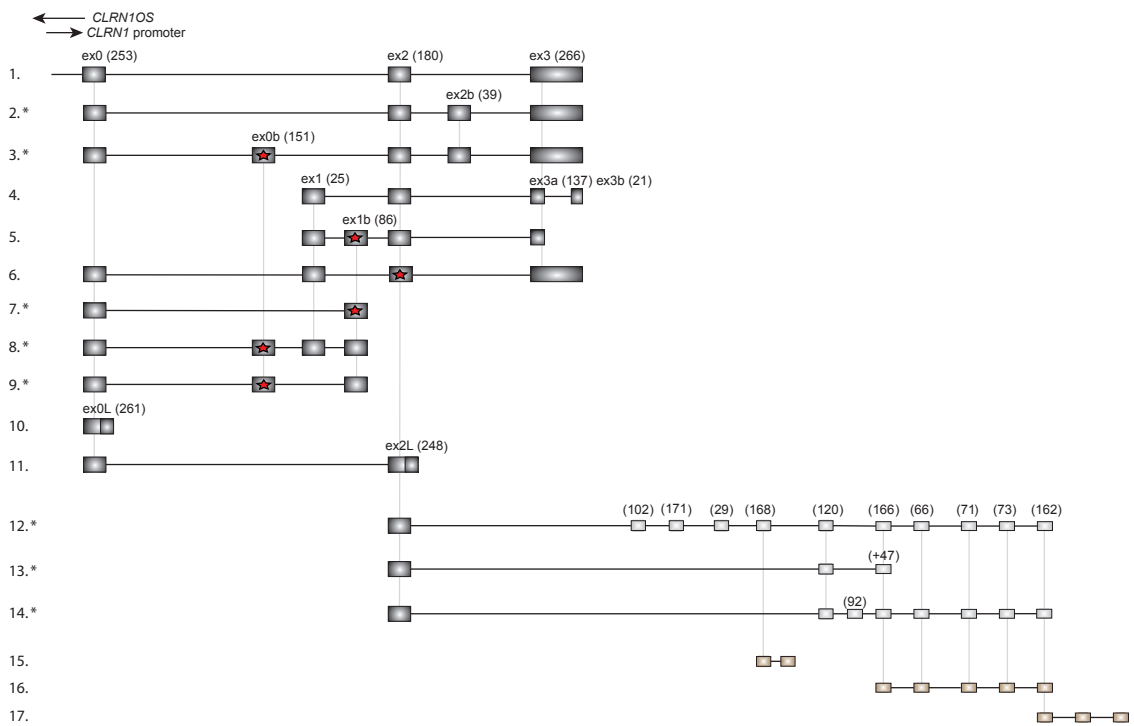 CLRN1OS
CLRN1 promoter
ex0 (253) ex2 (180) ex3 (266)
1.
ex2b (39)
2.*
ex0b (151)
3.*
ex1 (25) ex3a (137) ex3b (21)
4.
ex1b (86)
5.
6.
7.*
8.*
9.*
ex0L (261)
10.
ex2L (248)
11.
(102) (171) (29) (168) (120) (166) (66) (71) (73) (162)
12.*
(+47)
13.*
(92)
14.*
15.
16.
17.